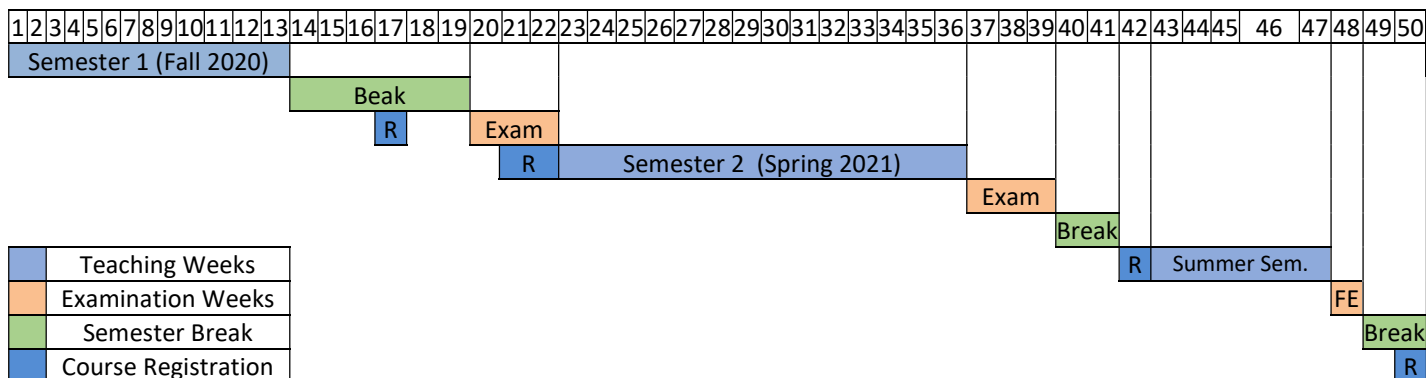 1 2 3 4 5 6 7 8 9 10 11 12 13 14 15 16 17 18 19 20 21 22 23 24 25 26 27 28 29 30 31 32 33 34 35 36 37 38 39 40 41 42 43 44 45 46 47 48 49 50
Semester 1 (Fall 2020)
Beak
R Exam
R Semester 2 (Spring 2021)
Exam
Break
Teaching Weeks R Summer Sem.
Examination Weeks FE
Semester Break Break
Course Registration R